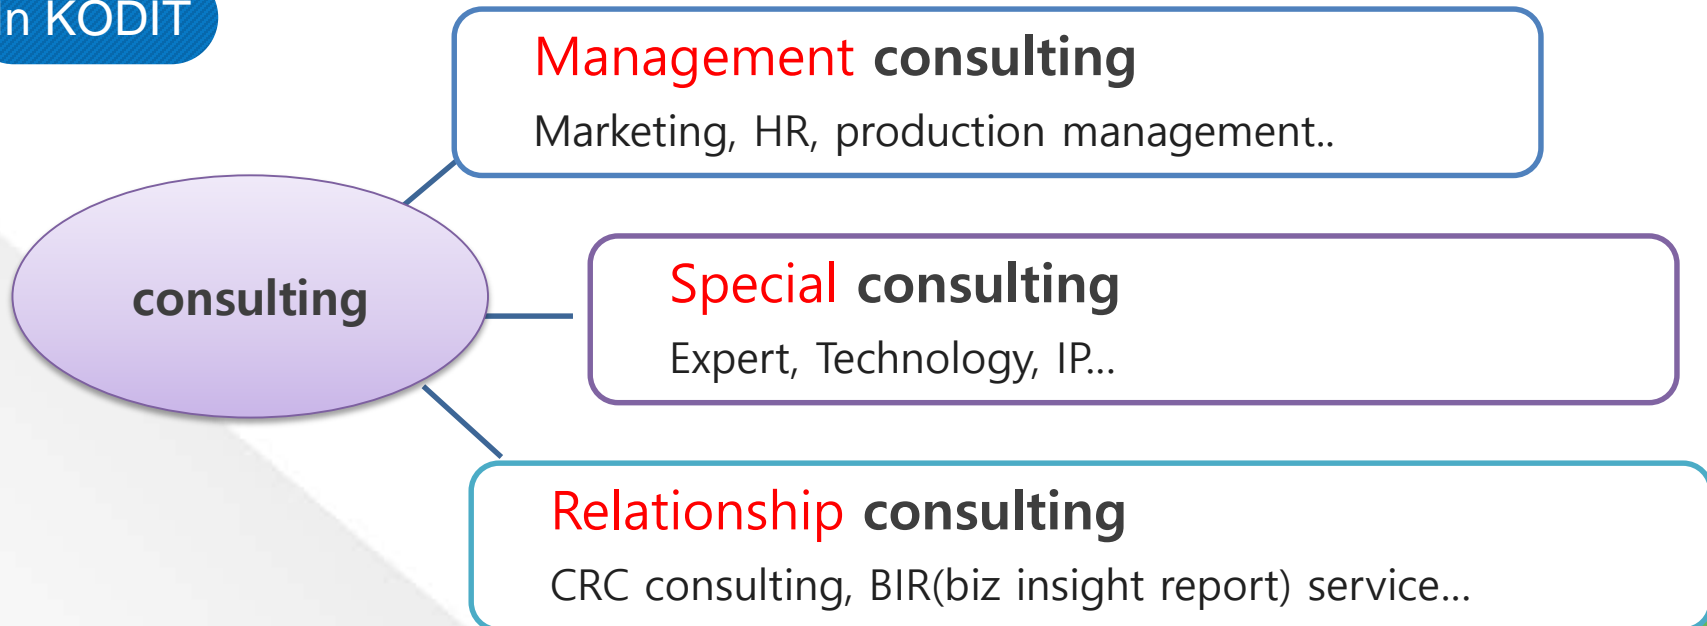 In KODIT
Management consulting
Marketing, HR, production management..
consulting
Special consulting
Expert, Technology, IP...
Relationship consulting
CRC consulting, BIR(biz insight report) service...